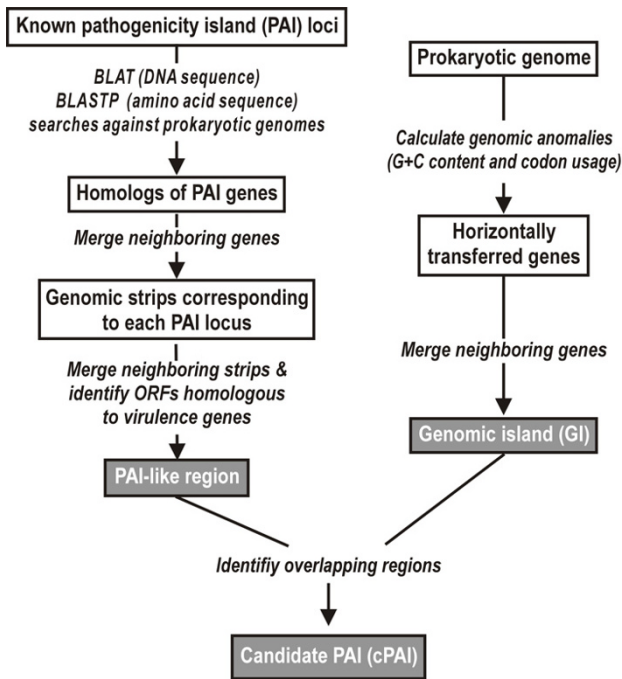 Known pathogenicity island (PAI) loci
BLAT (DNA sequence)
BLASTP (amino acid sequence)
searches against prokaryotic genomes
Homologs of PAI genes
Merge neighboring genes
Genomic strips corresponding
to each PAI locus
Merge neighboring strips &
identify ORFs homologous
to virulence genes
PAI-like region
Prokaryotic genome
Calculate genomic anomalies
(G+C content and codon usage)
Horizontally
transferred genes
Merge neighboring genes
Genomic island (GI)
Identifiy overlapping regions
Candidate PAI (cPAI)